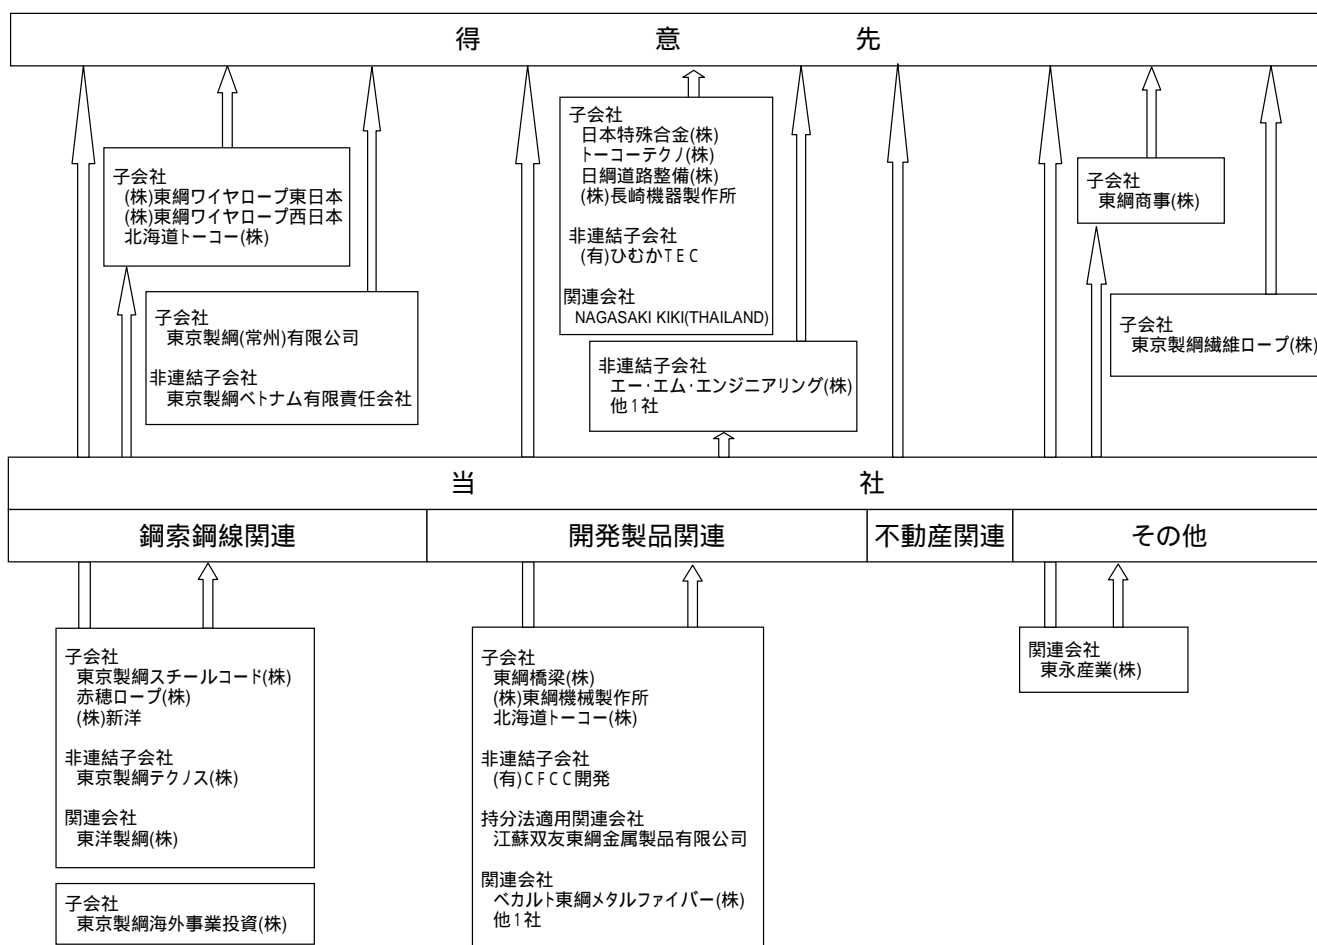 得意先
子会社
(株)東綱ワイヤロープ東日本
(株)東綱ワイヤロープ西日本
北海道トーコー(株)
子会社
東京製綱(常州)有限公司
非連結子会社
東京製綱ベトナム有限責任会社
子会社
日本特殊合金(株)
トーコーテクノ(株)
日綱道路整備(株)
(株)長崎機器製作所
非連結子会社
(有)ひむかTEC
関連会社
NAGASAKI KIKI(THAILAND)
非連結子会社
エー・エム・エンジニアリング(株)
他1社
子会社
東綱商事(株)
子会社
東京製綱繊維ロープ(株)
当社
鋼索鋼線関連
開発製品関連
不動産関連
その他
子会社
東京製綱スチールコード(株)
赤穂ロープ(株)
(株)新洋
非連結子会社
東京製綱テクノス(株)
関連会社
東洋製綱(株)
子会社
東京製綱海外事業投資(株)
子会社
東綱橋梁(株)
(株)東綱機械製作所
北海道トーコー(株)
非連結子会社
(有)CFCC開発
持分法適用関連会社
江蘇双友東綱金属製品有限公司
関連会社
ベカルト東綱メタルファイバー(株)
他1社
関連会社
東永産業(株)